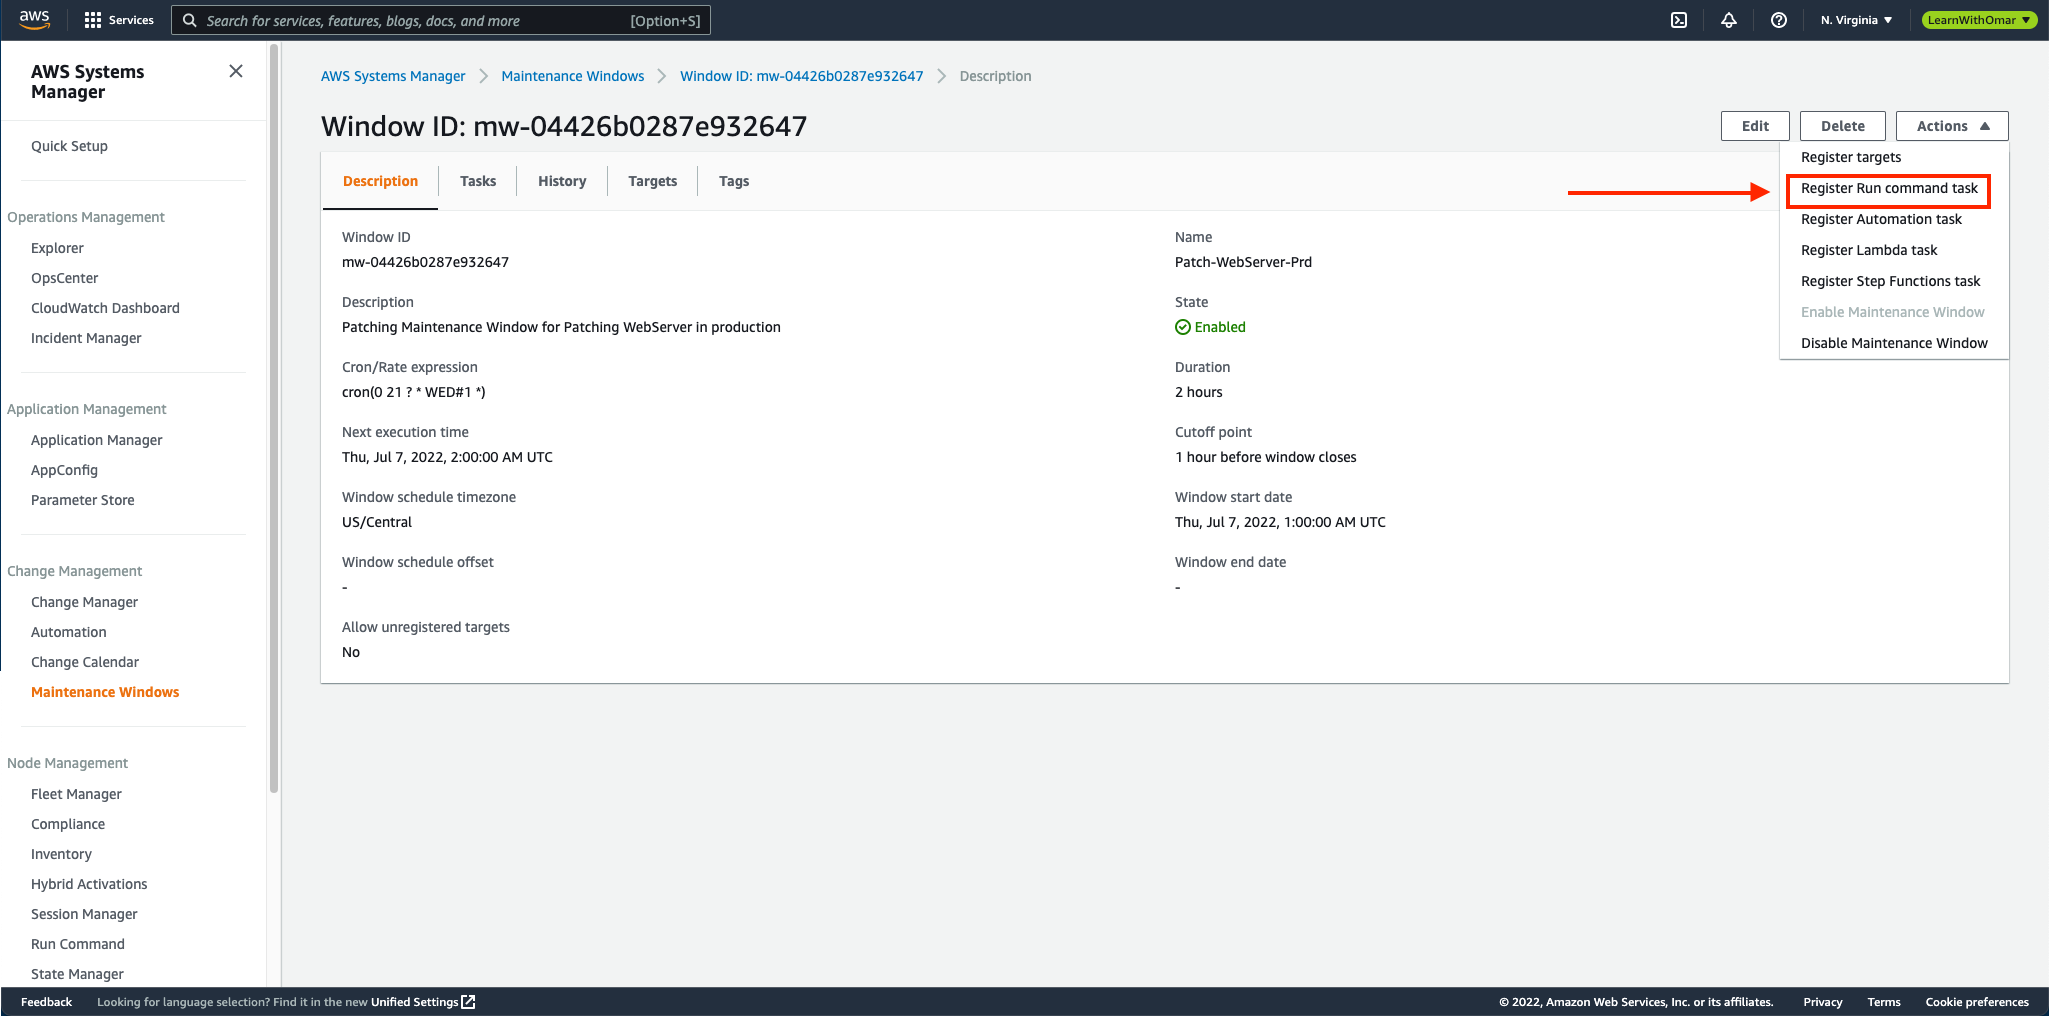 aws Services Search for services, features, blogs, docs, and more [Option+S] N. Virginia LearnWithOmar
AWS Systems
Manager
Quick Setup
Operations Management
Explorer
OpsCenter
CloudWatch Dashboard
Incident Manager
Application Management
Application Manager
AppConfig
Parameter Store
Change Management
Change Manager
Automation
Change Calendar
Maintenance Windows
Node Management
Fleet Manager
Compliance
Inventory
Hybrid Activations
Session Manager
Run Command
State Manager
AWS Systems Manager Maintenance Windows Window ID: mw-04426b0287e932647 Description
Window ID: mw-04426b0287e932647
Edit Delete Actions
Register targets
Register Run command task
Register Automation task
Register Lambda task
Register Step Functions task
Enable Maintenance Window
Disable Maintenance Window
Description Tasks History Targets Tags
Window ID
mw-04426b0287e932647
Name
Patch-WebServer-Prd
Description
Patching Maintenance Window for Patching WebServer in production
State
Enabled
Cron/Rate expression
cron(0 21 ? * WED#1 *)
Duration
2 hours
Next execution time
Thu, Jul 7, 2022, 2:00:00 AM UTC
Cutoff point
1 hour before window closes
Window schedule timezone
US/Central
Window start date
Thu, Jul 7, 2022, 1:00:00 AM UTC
Window schedule offset
-
Window end date
-
Allow unregistered targets
No
Feedback Looking for language selection? Find it in the new Unified Settings © 2022, Amazon Web Services, Inc. or its affiliates. Privacy Terms Cookie preferences